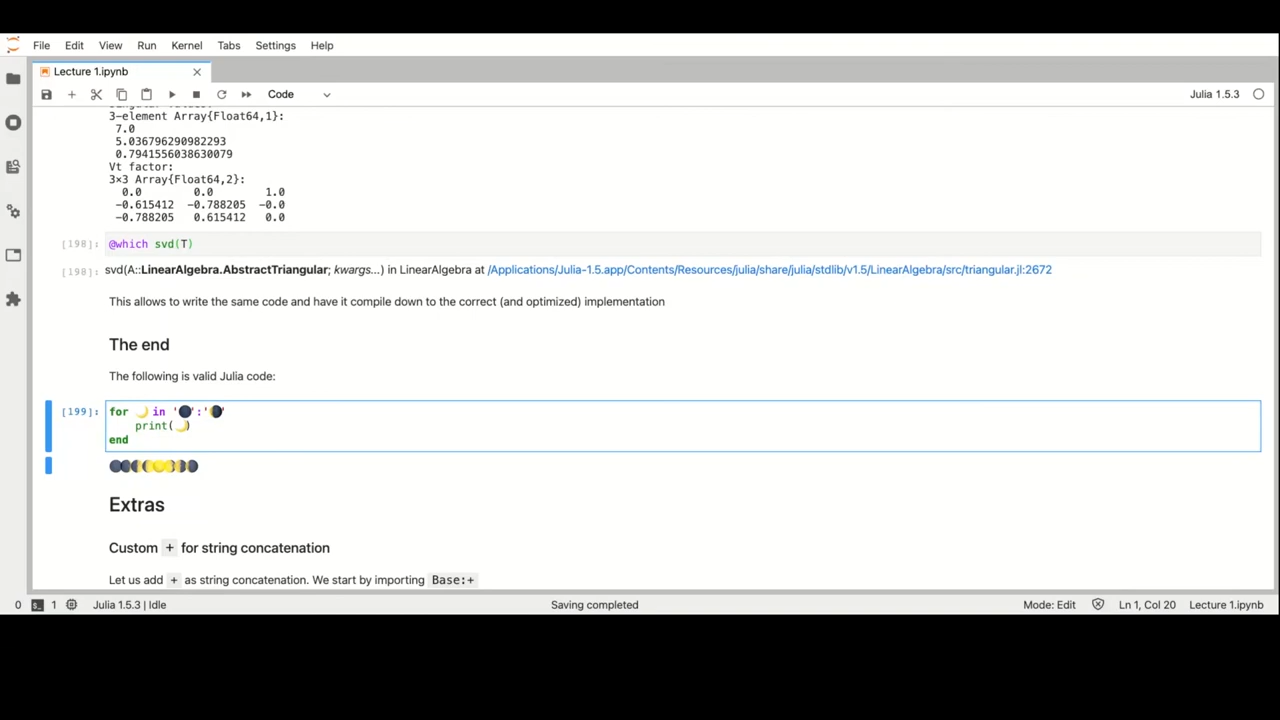 File Edit View Run Kernel Tabs Settings Help
Lecture 1.ipynb
Code
Julia 1.5.3
3-element Array{Float64,1}:
7.0
5.036796290982293
0.7941556038630079
Vt factor:
3×3 Array{Float64,2}:
0.0 0.0 1.0
-0.615412 -0.788205 -0.0
-0.788205 0.615412 0.0
[198]: @which svd(T)
[198]: svd(A::LinearAlgebra.AbstractTriangular; kwargs...) in LinearAlgebra at /Applications/Julia-1.5.app/Contents/Resources/julia/share/julia/stdlib/v1.5/LinearAlgebra/src/triangular.jl:2672
This allows to write the same code and have it compile down to the correct (and optimized) implementation
The end
The following is valid Julia code:
[199]: for 🌙 in '🌑':'🌘'
print(🌙)
end
🌑🌒🌓🌔🌕🌖🌗🌘
Extras
Custom + for string concatenation
Let us add + as string concatenation. We start by importing Base:+
0 1 Julia 1.5.3 | Idle Saving completed Mode: Edit Ln 1, Col 20 Lecture 1.ipynb